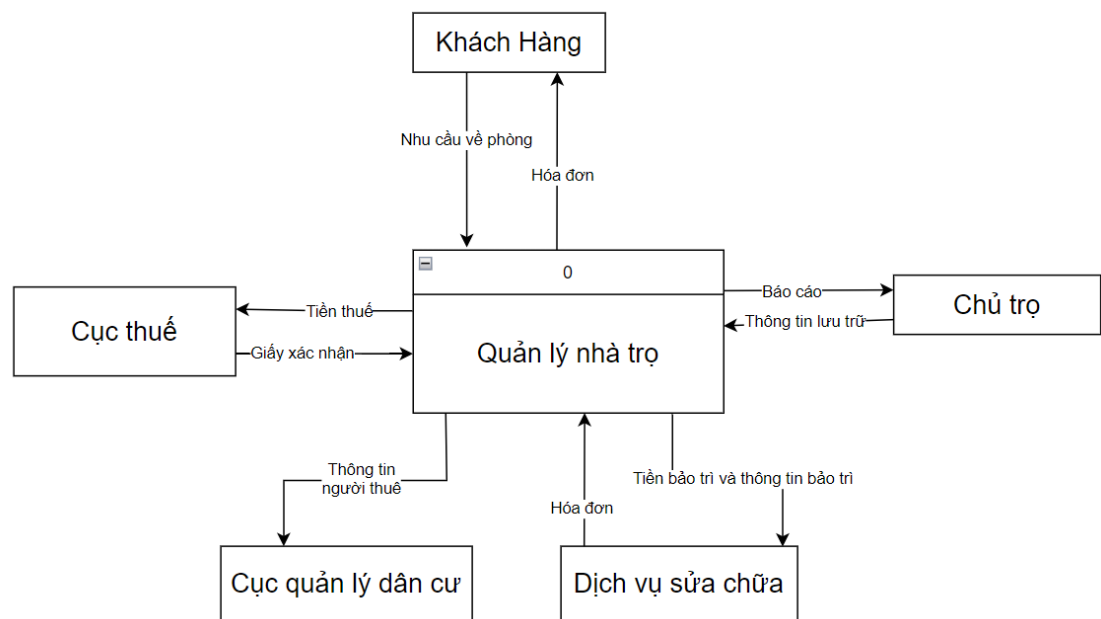 Khách Hàng
Nhu cầu về phòng
Hóa đơn
0
Quản lý nhà trọ
Báo cáo
Thông tin lưu trữ
Chủ trọ
Tiền thuế
Giấy xác nhận
Cục thuế
Thông tin
người thuê
Hóa đơn
Tiền bảo trì và thông tin bảo trì
Cục quản lý dân cư
Dịch vụ sửa chữa